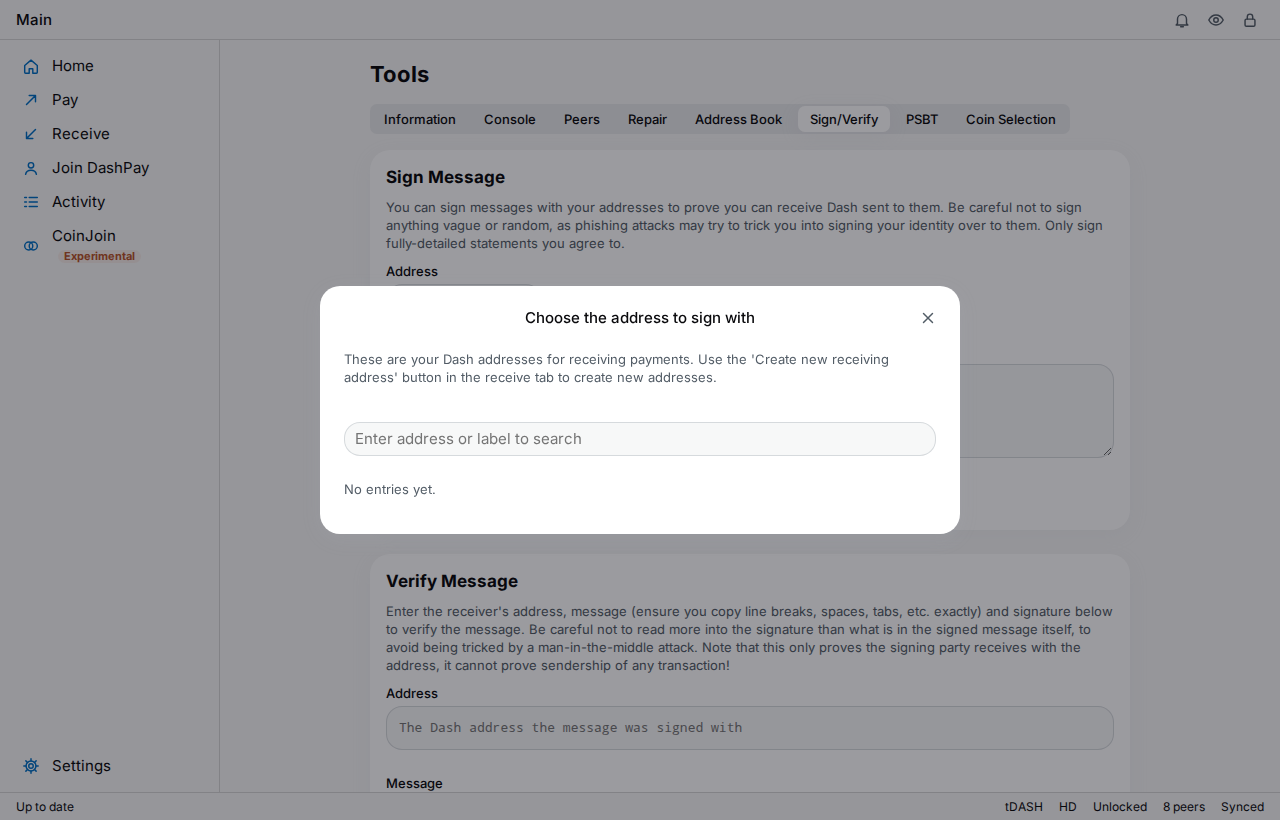 Main
Home
Pay
Receive
Join DashPay
Activity
CoinJoin
Experimental
Settings
Tools
Information Console Peers Repair Address Book Sign/Verify PSBT Coin Selection
Sign Message
You can sign messages with your addresses to prove you can receive Dash sent to them. Be careful not to sign
anything vague or random, as phishing attacks may try to trick you into signing your identity over to them. Only sign
fully-detailed statements you agree to.
Address
Choose the address to sign with
These are your Dash addresses for receiving payments. Use the 'Create new receiving
address' button in the receive tab to create new addresses.
Enter address or label to search
No entries yet.
Verify Message
Enter the receiver's address, message (ensure you copy line breaks, spaces, tabs, etc. exactly) and signature below
to verify the message. Be careful not to read more into the signature than what is in the signed message itself, to
avoid being tricked by a man-in-the-middle attack. Note that this only proves the signing party receives with the
address, it cannot prove sendership of any transaction!
Address
The Dash address the message was signed with
Message
Up to date
tDASH HD Unlocked 8 peers Synced